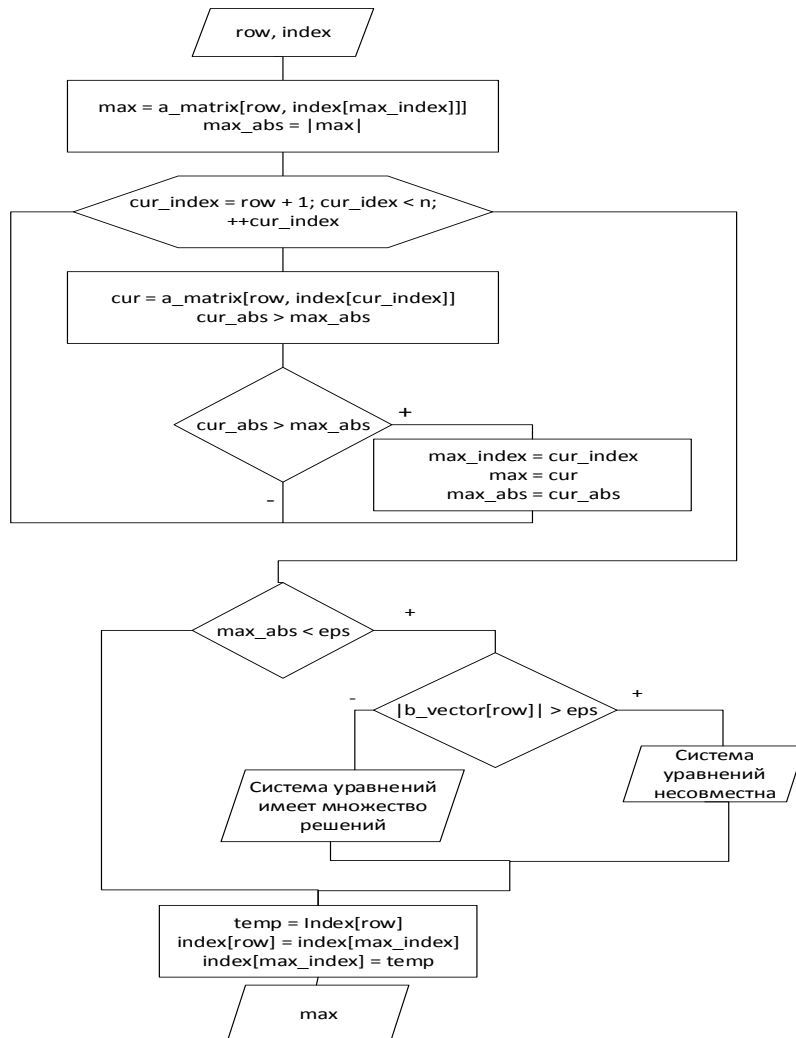 row, index
max = a_matrix[row, index[max_index]]]
max_abs = |max|
cur_index = row + 1; cur_idex < n;
++cur_index
cur = a_matrix[row, index[cur_index]]
cur_abs > max_abs
cur_abs > max_abs
+
max_index = cur_index
max = cur
max_abs = cur_abs
-
max_abs < eps
+
-
|b_vector[row]| > eps
+
Система уравнений
имеет множество
решений
Система
уравнений
несовместна
temp = Index[row]
index[row] = index[max_index]
index[max_index] = temp
max